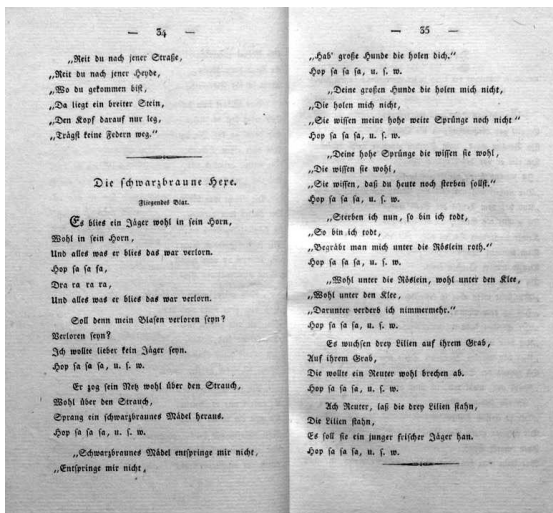 — 34 —
„Reit du nach jener Straße,
„Reit du nach jener Heyde,
„Wo du gekommen bist,
„Da liegt ein breiter Stein,
„Den Kopf darauf nur leg,
„Trägst keine Federn weg.“
Die schwarzbraune Hexe.
Fliegendes Blat.
Es blies ein Jäger wohl in sein Horn,
Wohl in sein Horn,
Und alles was er blies das war verlorn.
Hop sa sa sa,
Dra ra ra ra,
Und alles was er blies das war verlorn.
Soll denn mein Blasen verloren seyn?
Verloren seyn?
Ich wollte lieber kein Jäger seyn.
Hop sa sa sa, u. s. w.
Er zog sein Netz wohl über den Strauch,
Wohl über den Strauch,
Sprang ein schwarzbraunes Mädel heraus.
Hop sa sa sa, u. s. w.
„Schwarzbraunes Mädel entspringe mir nicht,
„Entspringe mir nicht,
— 35 —
„Hab' große Hunde die holen dich.“
Hop sa sa sa, u. s. w.
„Deine großen Hunde die holen mich nicht,
„Die holen mich nicht,
„Sie wissen meine hohe weite Sprünge noch nicht“
Hop sa sa sa, u. s. w.
„Deine hohe Sprünge die wissen sie wohl,
„Die wissen sie wohl,
„Sie wissen, daß du heute noch sterben sollst.“
Hop sa sa sa, u. s. w.
„Sterben ich nun, so bin ich todt,
„So bin ich todt,
„Begräbt man mich unter die Röslein roth.“
Hop sa sa sa, u. s. w.
„Wohl unter die Röslein, wohl unter den Klee,
„Wohl unter den Klee,
„Darunter verderb ich nimmermehr.“
Hop sa sa sa, u. s. w.
Es wuchsen drey Lilien auf ihrem Grab,
Auf ihrem Grab,
Die wollte ein Reuter wohl brechen ab.
Hop sa sa sa, u. s. w.
Ach Reuter, laß die drey Lilien stahn,
Die Lilien stahn,
Es soll sie ein junger frischer Jäger han.
Hop sa sa sa, u. s. w.